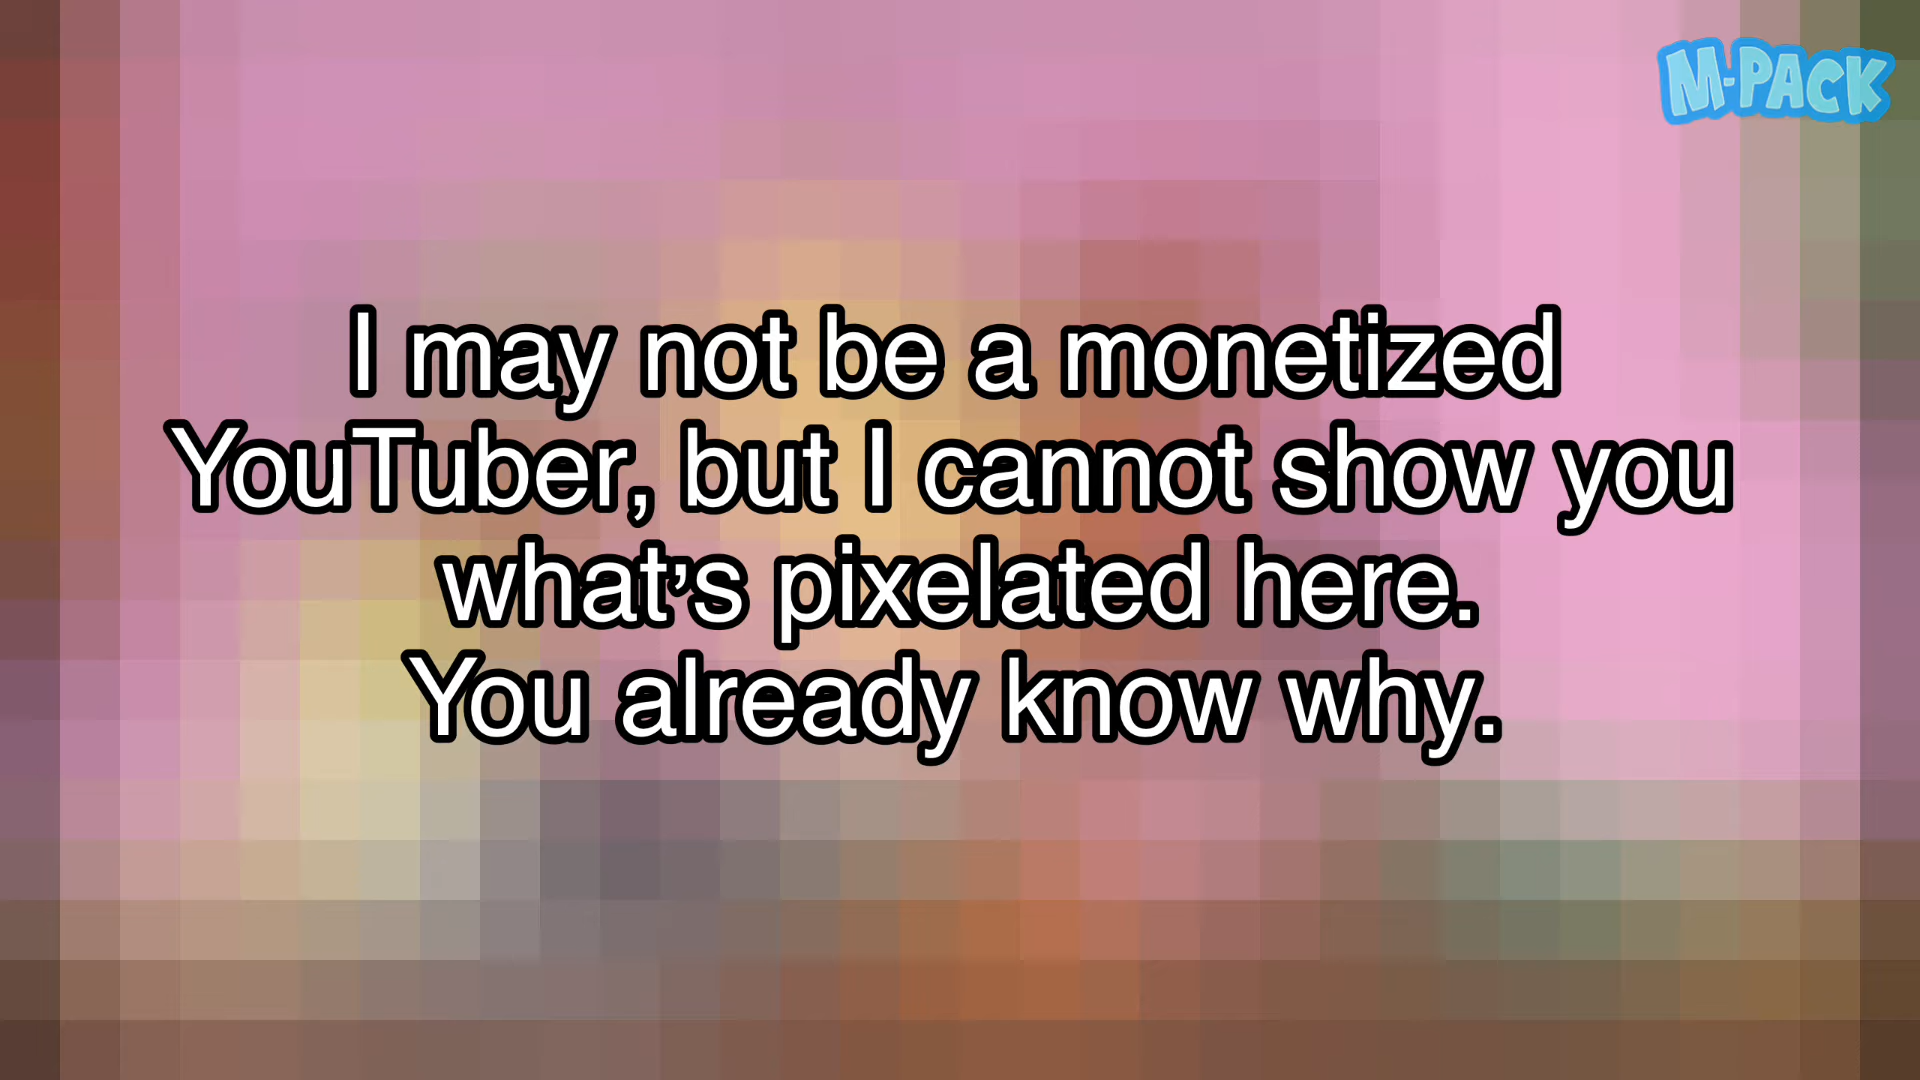 M-PACK
I may not be a monetized
YouTuber, but I cannot show you
what's pixelated here.
You already know why.